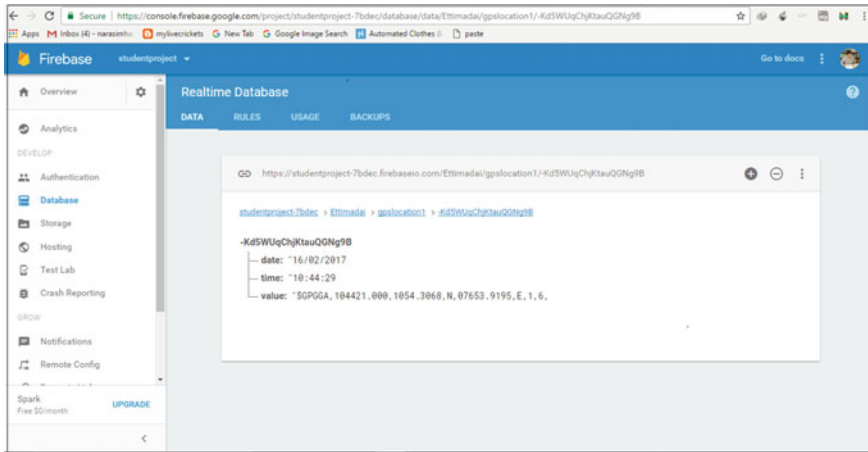 Secure | https://console.firebase.google.com/project/studentproject-7bdec/database/data/Ettimadai/gpslocation1/-Kd5WUqChjKtauQGNg9B
Apps Inbox (4) - narasimha mylivecrickets New Tab Google Image Search Automated Clothes paste
Firebase studentproject Go to docs
Overview
Analytics
DEVELOP
Authentication
Database
Storage
Hosting
Test Lab
Crash Reporting
GROW
Notifications
Remote Config
Spark
Free $0/month
UPGRADE
Realtime Database
DATA RULES USAGE BACKUPS
https://studentproject-7bdec.firebaseio.com/Ettimadai/gpslocation1/-Kd5WUqChjKtauQGNg9B
studentproject-7bdec > Ettimadai > gpslocation1 > -Kd5WUqChjKtauQGNg9B
-Kd5WUqChjKtauQGNg9B
date: "16/02/2017
time: "10:44:29
value: "$GPGGA,104421.000,1054.3068,N,07653.9195,E,1,6,